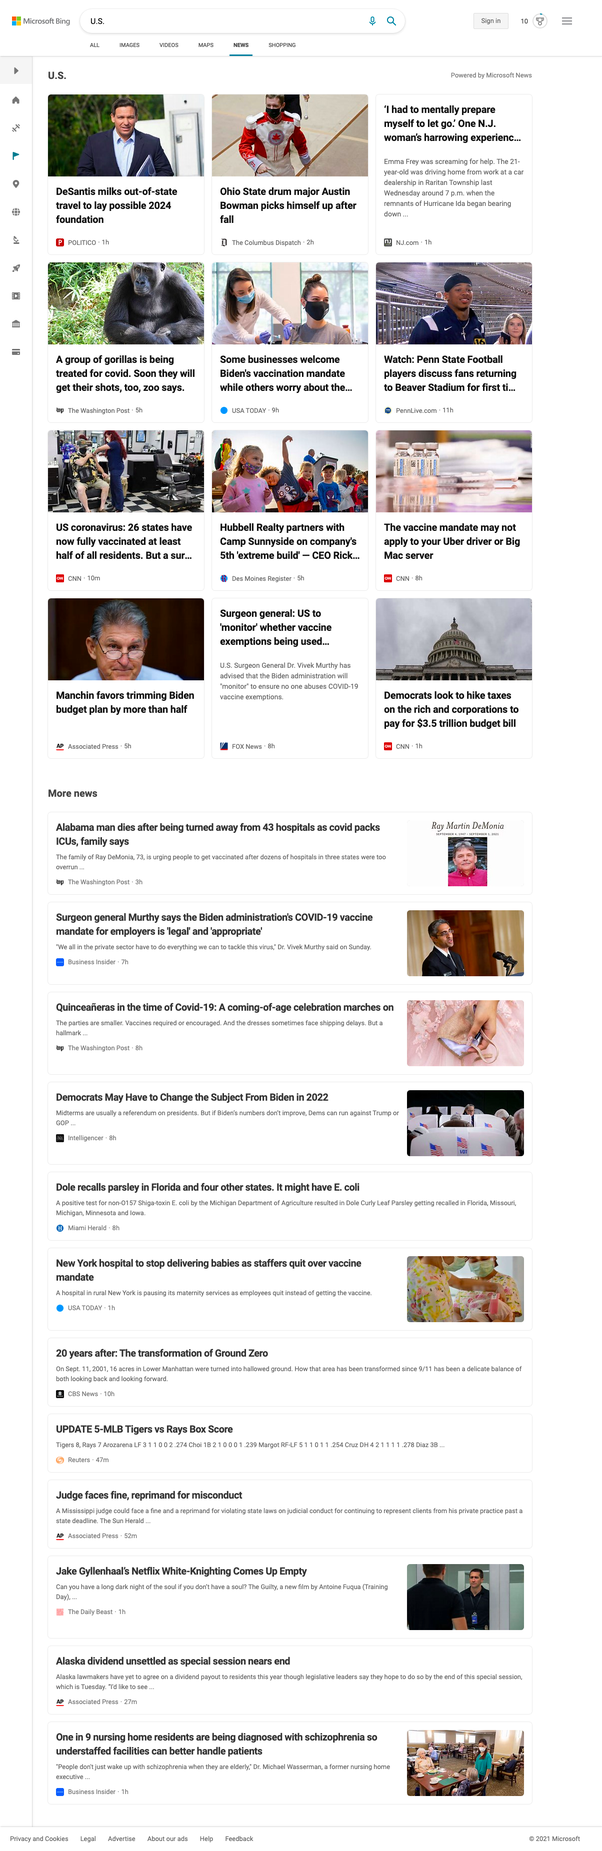 Microsoft Bing
U.S.
Sign in
10
ALL IMAGES VIDEOS MAPS NEWS SHOPPING
U.S.
Powered by Microsoft News
DeSantis milks out-of-state
travel to lay possible 2024
foundation
POLITICO · 1h
Ohio State drum major Austin
Bowman picks himself up after
fall
The Columbus Dispatch · 2h
'I had to mentally prepare
myself to let go.' One N.J.
woman's harrowing experienc...
Emma Frey was screaming for help. The 21-
year-old was driving home from work at a car
dealership in Raritan Township last
Wednesday around 7 p.m. when the
remnants of Hurricane Ida began bearing
down ...
NJ.com · 1h
A group of gorillas is being
treated for covid. Soon they will
get their shots, too, zoo says.
The Washington Post · 5h
Some businesses welcome
Biden's vaccination mandate
while others worry about the...
USA TODAY · 9h
Watch: Penn State Football
players discuss fans returning
to Beaver Stadium for first ti...
PennLive.com · 11h
US coronavirus: 26 states have
now fully vaccinated at least
half of all residents. But a sur...
CNN · 10m
Hubbell Realty partners with
Camp Sunnyside on company's
5th 'extreme build' — CEO Rick...
Des Moines Register · 5h
The vaccine mandate may not
apply to your Uber driver or Big
Mac server
CNN · 8h
Manchin favors trimming Biden
budget plan by more than half
Associated Press · 5h
Surgeon general: US to
'monitor' whether vaccine
exemptions being used...
U.S. Surgeon General Dr. Vivek Murthy has
advised that the Biden administration will
"monitor" to ensure no one abuses COVID-19
vaccine exemptions.
FOX News · 8h
Democrats look to hike taxes
on the rich and corporations to
pay for $3.5 trillion budget bill
CNN · 1h
More news
Alabama man dies after being turned away from 43 hospitals as covid packs
ICUs, family says
The family of Ray DeMonia, 73, is urging people to get vaccinated after dozens of hospitals in three states were too
overrun ...
The Washington Post · 3h
Ray Martin DeMonia
Surgeon general Murthy says the Biden administration's COVID-19 vaccine
mandate for employers is 'legal' and 'appropriate'
"We all in the private sector have to do everything we can to tackle this virus," Dr. Vivek Murthy said on Sunday.
Business Insider · 7h
Quinceañeras in the time of Covid-19: A coming-of-age celebration marches on
The parties are smaller. Vaccines required or encouraged. And the dresses sometimes face shipping delays. But a
hallmark ...
The Washington Post · 8h
Democrats May Have to Change the Subject From Biden in 2022
Midterms are usually a referendum on presidents. But if Biden's numbers don't improve, Dems can run against Trump or
GOP ...
Intelligencer · 8h
Dole recalls parsley in Florida and four other states. It might have E. coli
A positive test for non-O157 Shiga-toxin E. coli by the Michigan Department of Agriculture resulted in Dole Curly Leaf Parsley getting recalled in Florida, Missouri,
Michigan, Minnesota and Iowa.
Miami Herald · 8h
New York hospital to stop delivering babies as staffers quit over vaccine
mandate
A hospital in rural New York is pausing its maternity services as employees quit instead of getting the vaccine.
USA TODAY · 1h
20 years after: The transformation of Ground Zero
On Sept. 11, 2001, 16 acres in Lower Manhattan were turned into hallowed ground. How that area has been transformed since 9/11 has been a delicate balance of
both looking back and looking forward.
CBS News · 10h
UPDATE 5-MLB Tigers vs Rays Box Score
Tigers 8, Rays 7 Arozarena LF 3 1 1 0 0 2 .274 Choi 1B 2 1 0 0 0 1 .239 Margot RF-LF 5 1 1 0 1 1 .254 Cruz DH 4 2 1 1 1 1 .278 Diaz 3B ...
Reuters · 47m
Judge faces fine, reprimand for misconduct
A Mississippi judge could face a fine and a reprimand for violating state laws on judicial conduct for continuing to represent clients from his private practice past a
state deadline. The Sun Herald ...
Associated Press · 52m
Jake Gyllenhaal's Netflix White-Knighting Comes Up Empty
Can you have a long dark night of the soul if you don't have a soul? The Guilty, a new film by Antoine Fuqua (Training
Day), ...
The Daily Beast · 1h
Alaska dividend unsettled as special session nears end
Alaska lawmakers have yet to agree on a dividend payout to residents this year though legislative leaders say they hope to do so by the end of this special session,
which is Tuesday. "I'd like to see ...
Associated Press · 27m
One in 9 nursing home residents are being diagnosed with schizophrenia so
understaffed facilities can better handle patients
"People don't just wake up with schizophrenia when they are elderly," Dr. Michael Wasserman, a former nursing home
executive ...
Business Insider · 1h
Privacy and Cookies Legal Advertise About our ads Help Feedback
© 2021 Microsoft